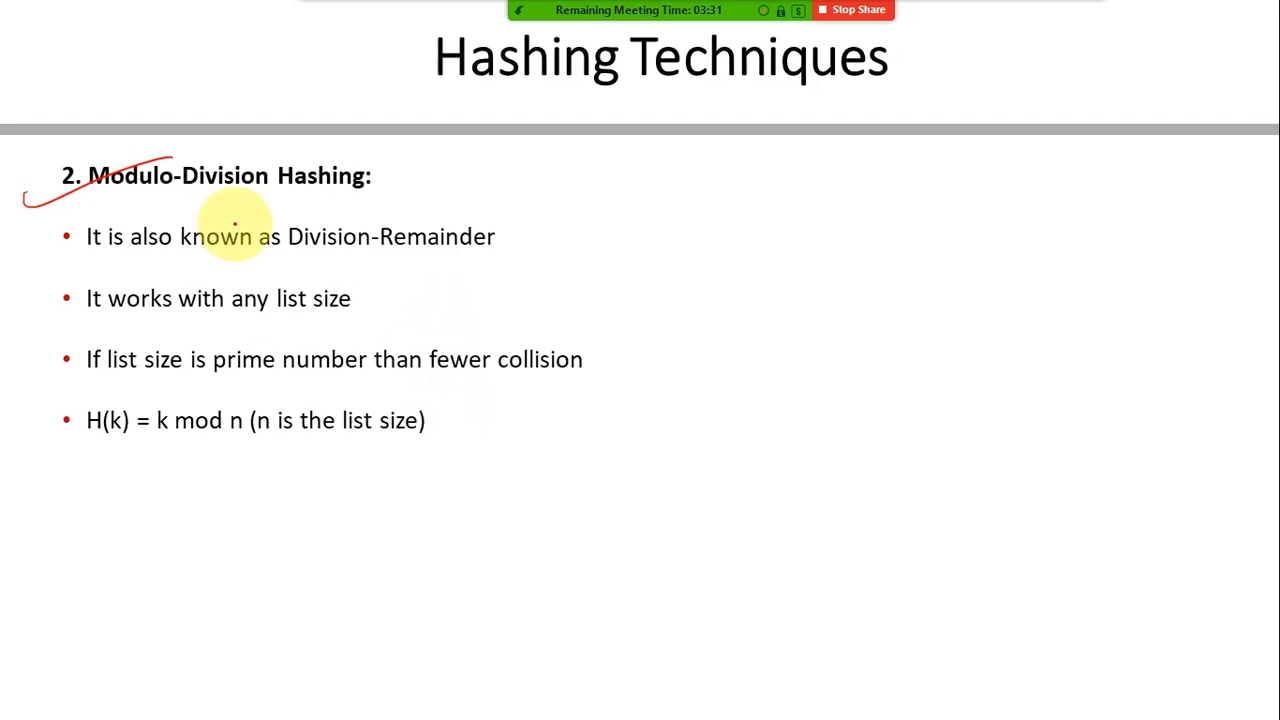 Remaining Meeting Time: 03:31 Stop Share
Hashing Techniques
2. Modulo-Division Hashing:
• It is also known as Division-Remainder
• It works with any list size
• If list size is prime number than fewer collision
• H(k) = k mod n (n is the list size)